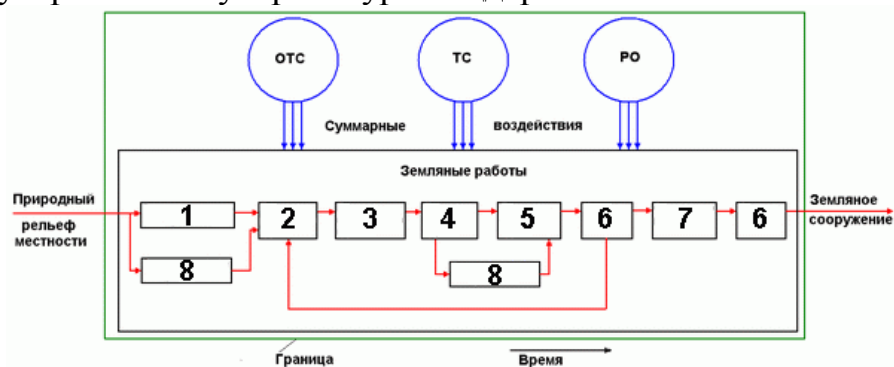 ОТС
ТС
РО
Суммарные
воздействия
Земляные работы
Природный
рельеф
местности
1
2
3
4
5
6
7
6
Земляное
сооружение
8
8
Граница
Время